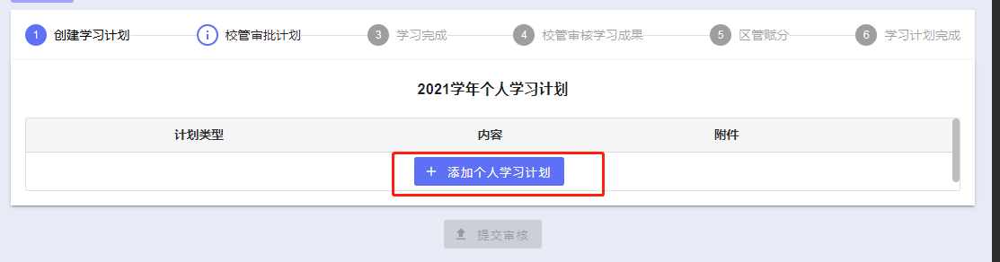 1 创建学习计划 校管审批计划 3 学习完成 4 校管审核学习成果 5 区管赋分 6 学习计划完成
2021学年个人学习计划
计划类型 内容 附件
+ 添加个人学习计划
提交审核